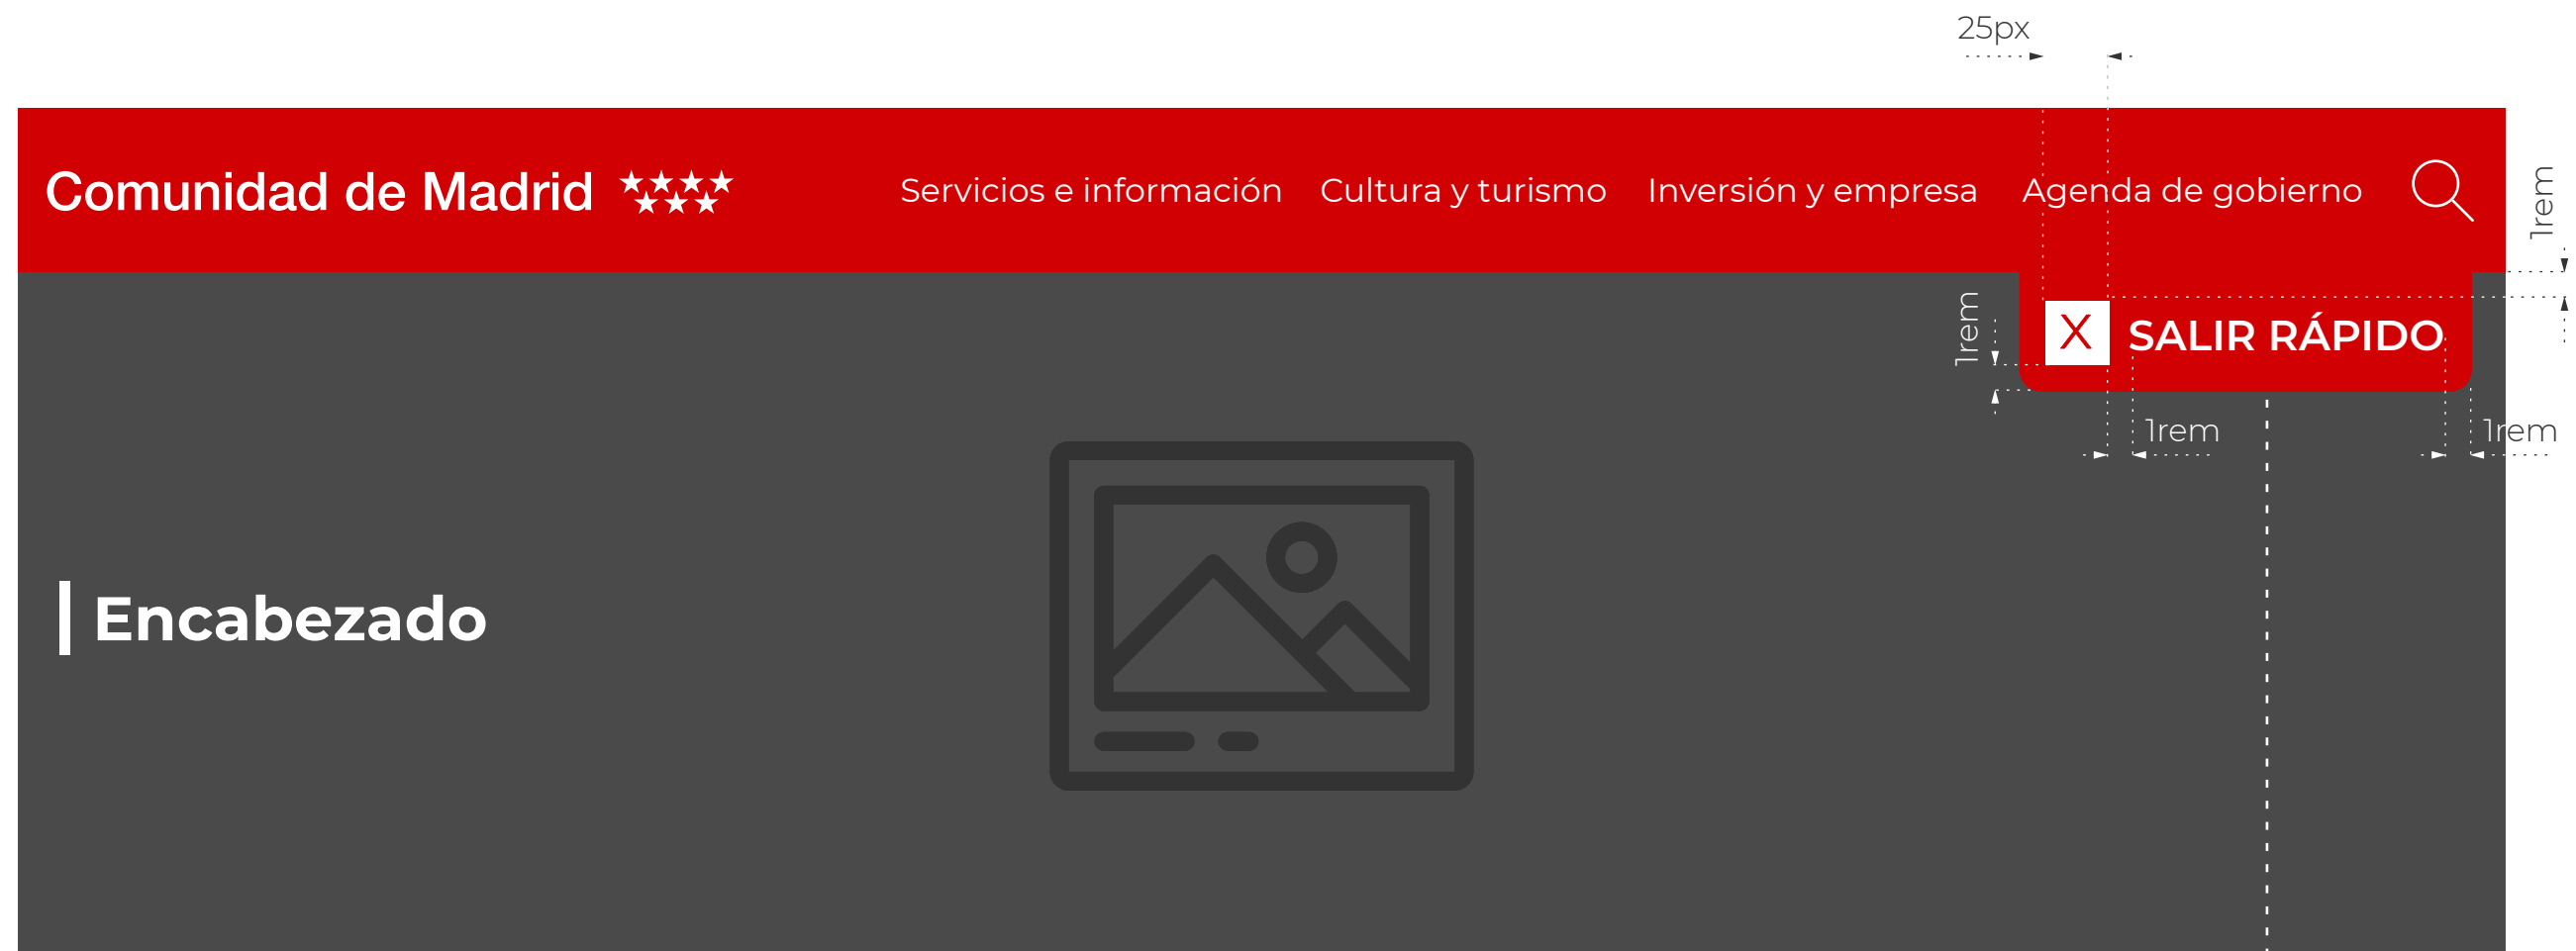 25px
Comunidad de Madrid
Servicios e información Cultura y turismo Inversión y empresa Agenda de gobierno
1rem
1rem
X SALIR RÁPIDO
1rem 1rem
Encabezado